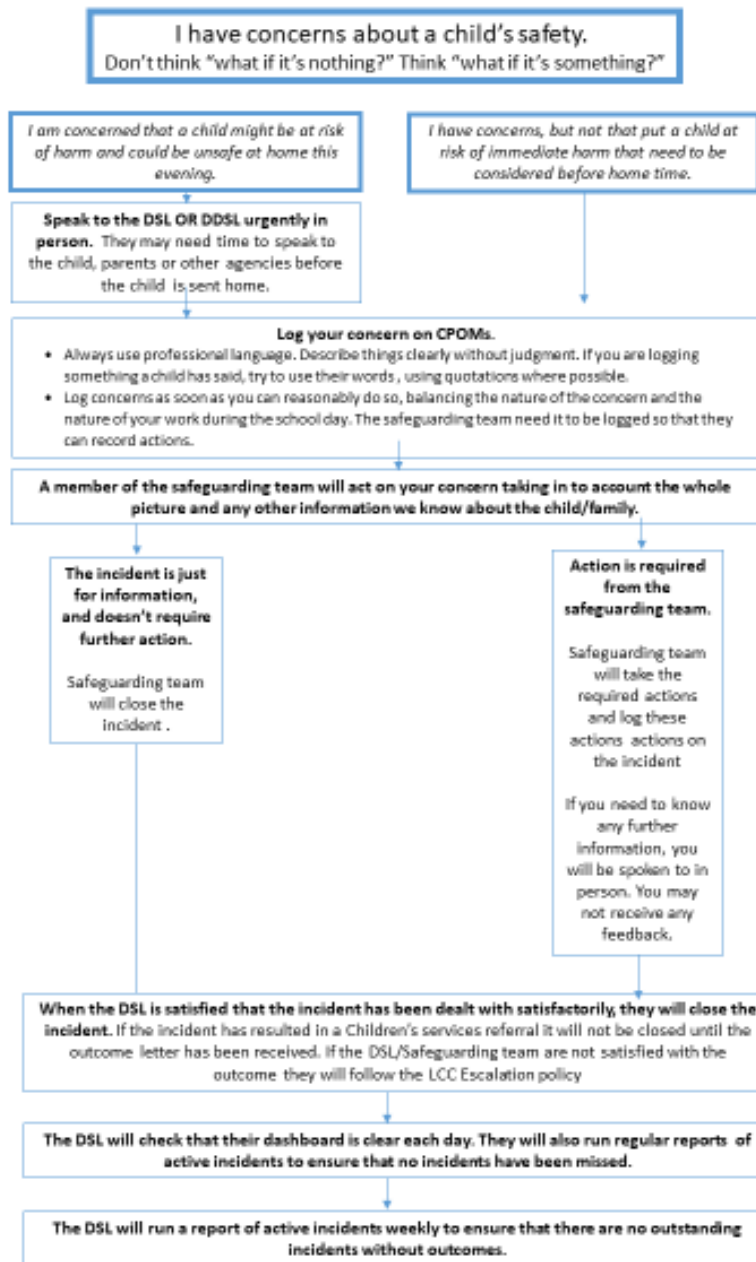 I have concerns about a child's safety.
Don't think "what if it's nothing?" Think "what if it's something?"
I am concerned that a child might be at risk
of harm and could be unsafe at home this
evening.
I have concerns, but not that put a child at
risk of immediate harm that need to be
considered before home time.
Speak to the DSL OR DDSL urgently in
person. They may need time to speak to
the child, parents or other agencies before
the child is sent home.
Log your concern on CPOMs.
• Always use professional language. Describe things clearly without judgment. If you are logging
something a child has said, try to use their words , using quotations where possible.
• Log concerns as soon as you can reasonably do so, balancing the nature of the concern and the
nature of your work during the school day. The safeguarding team need it to be logged so that they
can record actions.
A member of the safeguarding team will act on your concern taking in to account the whole
picture and any other information we know about the child/family.
The incident is just
for information,
and doesn't require
further action.
Safeguarding team
will close the
incident .
Action is required
from the
safeguarding team.
Safeguarding team
will take the
required actions
and log these
actions actions on
the incident
If you need to know
any further
information, you
will be spoken to in
person. You may
not receive any
feedback.
When the DSL is satisfied that the incident has been dealt with satisfactorily, they will close the
incident. If the incident has resulted in a Children's services referral it will not be closed until the
outcome letter has been received. If the DSL/Safeguarding team are not satisfied with the
outcome they will follow the LCC Escalation policy
The DSL will check that their dashboard is clear each day. They will also run regular reports of
active incidents to ensure that no incidents have been missed.
The DSL will run a report of active incidents weekly to ensure that there are no outstanding
incidents without outcomes.